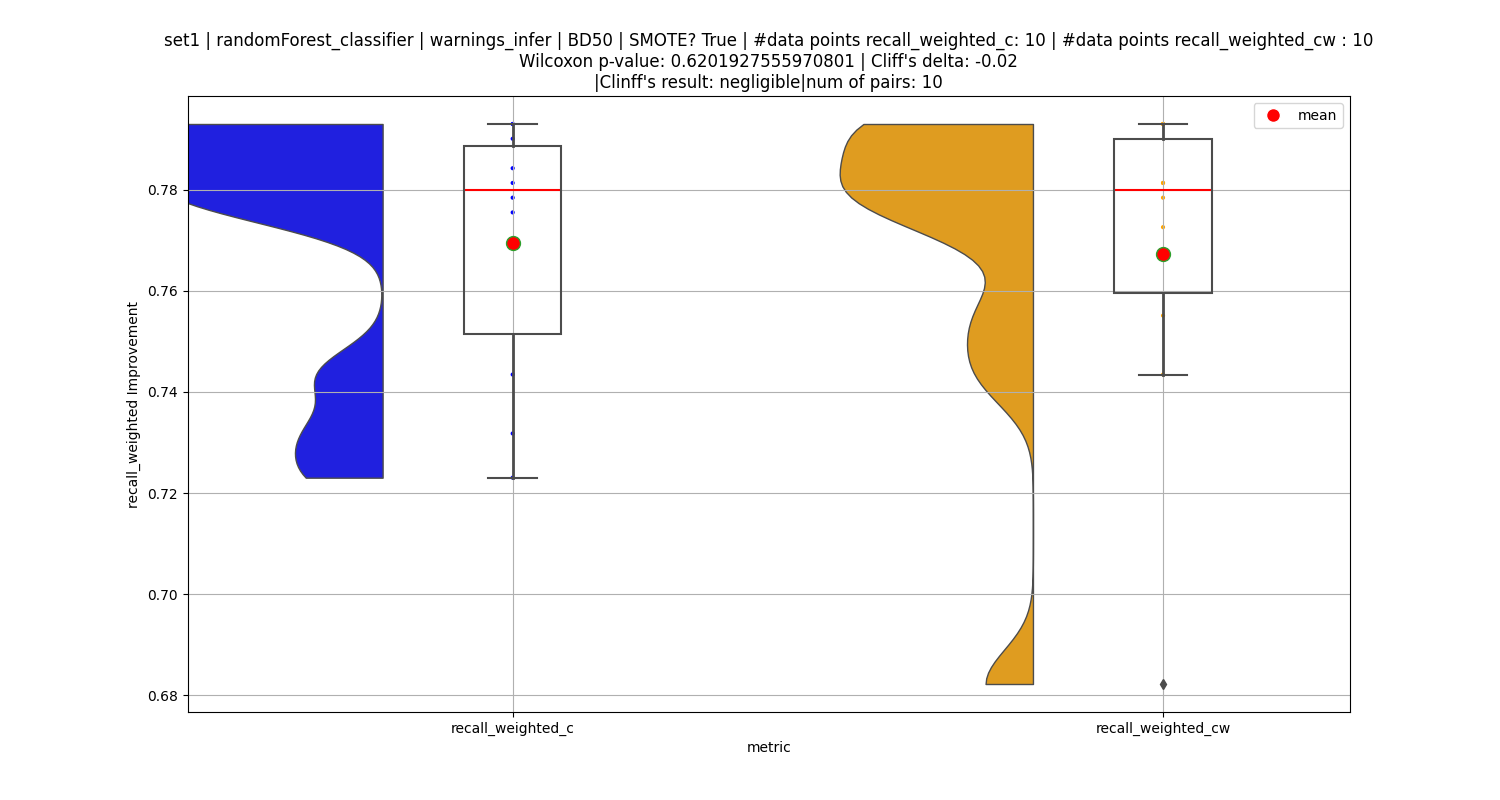 set1 | randomForest_classifier | warnings_infer | BD50 | SMOTE? True | #data points recall_weighted_c: 10 | #data points recall_weighted_cw : 10
Wilcoxon p-value: 0.6201927555970801 | Cliff's delta: -0.02
|Clinff's result: negligible|num of pairs: 10
mean
0.78
0.76
0.74
0.72
0.70
0.68
recall_weighted Improvement
recall_weighted_c
recall_weighted_cw
metric